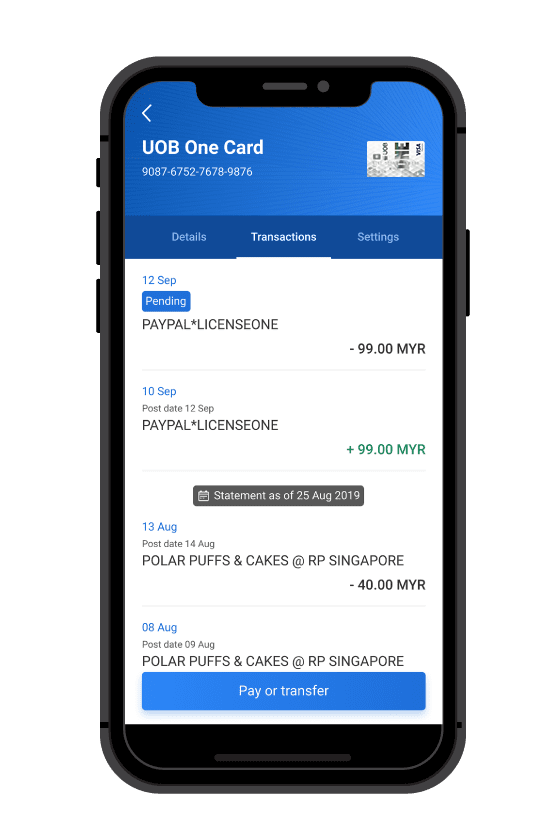 UOB One Card
9087-6752-7678-9876
UOB ONE VISA
Details Transactions Settings
12 Sep
Pending
PAYPAL*LICENSEONE
- 99.00 MYR
10 Sep
Post date 12 Sep
PAYPAL*LICENSEONE
+ 99.00 MYR
Statement as of 25 Aug 2019
13 Aug
Post date 14 Aug
POLAR PUFFS & CAKES @ RP SINGAPORE
- 40.00 MYR
08 Aug
Post date 09 Aug
POLAR PUFFS & CAKES @ RP SINGAPORE
Pay or transfer